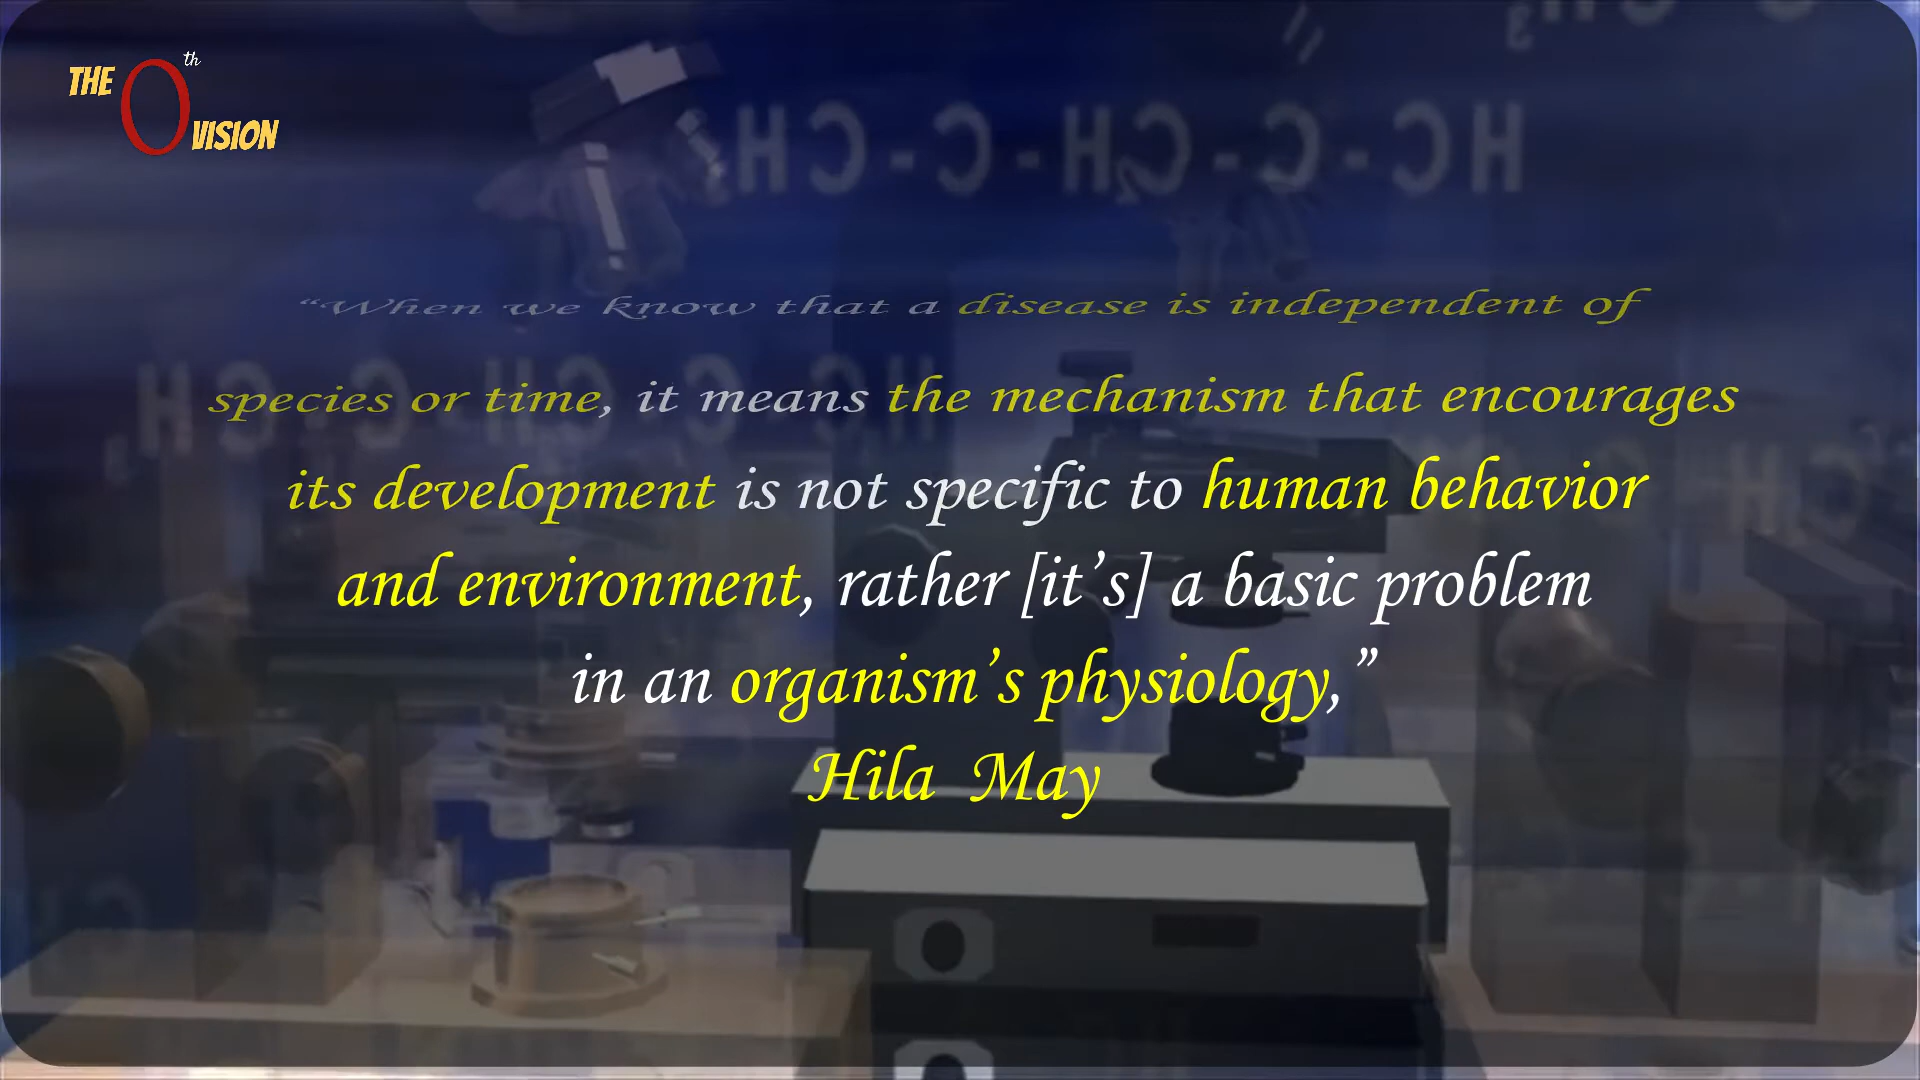 THE 0th VISION
“When we know that a disease is independent of
species or time, it means the mechanism that encourages
its development is not specific to human behavior
and environment, rather [it’s] a basic problem
in an organism’s physiology,”
Hila May